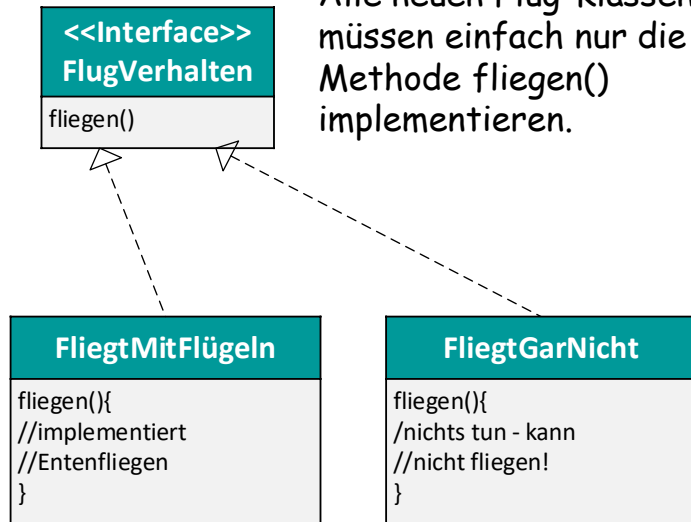 Alle neuen Flug-Klassen
müssen einfach nur die
Methode fliegen()
implementieren.
<<Interface>>
FlugVerhalten
fliegen()
FliegtMitFlügeln
fliegen(){
//implementiert
//Entenfliegen
}
FliegtGarNicht
fliegen(){
/nichts tun - kann
//nicht fliegen!
}